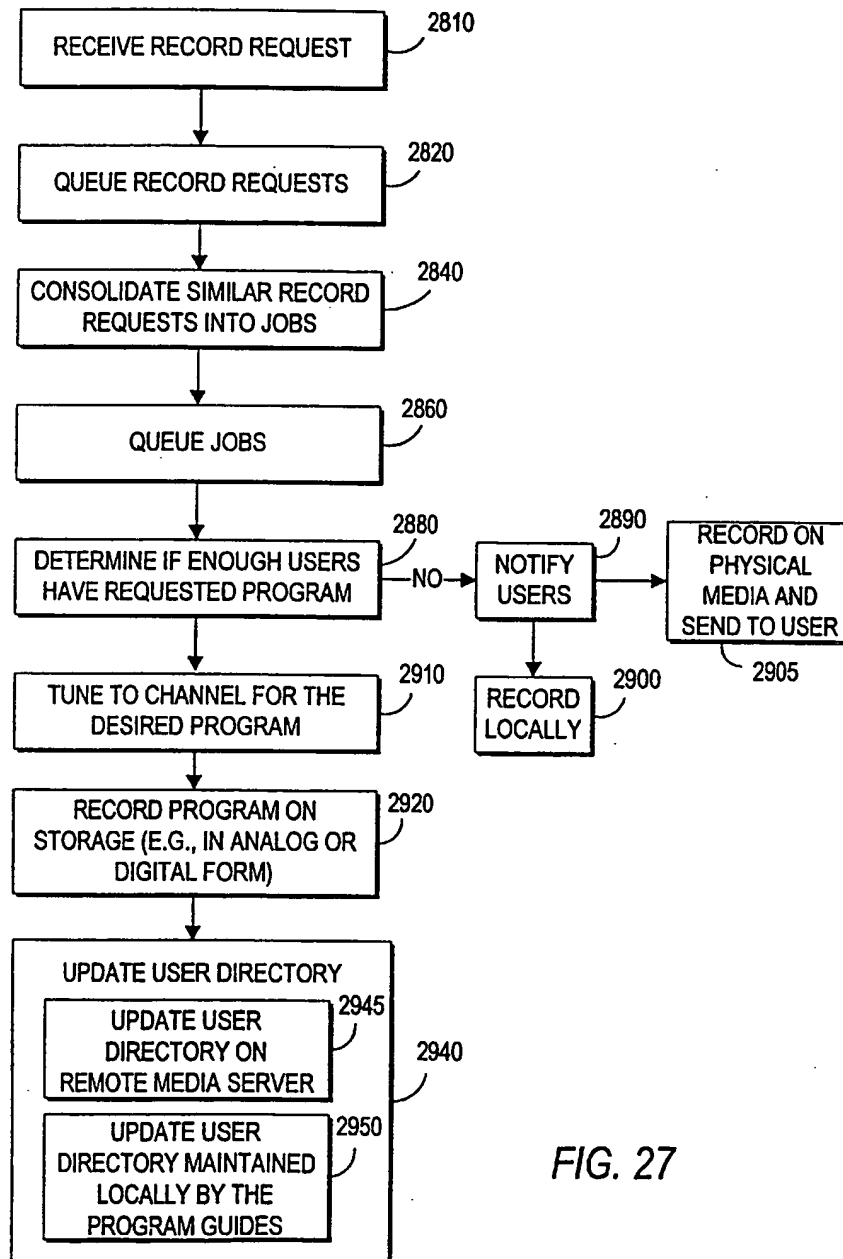 RECEIVE RECORD REQUEST
2810
QUEUE RECORD REQUESTS
2820
CONSOLIDATE SIMILAR RECORD
REQUESTS INTO JOBS
2840
QUEUE JOBS
2860
DETERMINE IF ENOUGH USERS
HAVE REQUESTED PROGRAM
2880
NO
NOTIFY
USERS
2890
RECORD ON
PHYSICAL
MEDIA AND
SEND TO USER
2905
RECORD
LOCALLY
2900
TUNE TO CHANNEL FOR THE
DESIRED PROGRAM
2910
RECORD PROGRAM ON
STORAGE (E.G., IN ANALOG OR
DIGITAL FORM)
2920
UPDATE USER DIRECTORY
2940
UPDATE USER
DIRECTORY ON
REMOTE MEDIA SERVER
2945
UPDATE USER
DIRECTORY MAINTAINED
LOCALLY BY THE
PROGRAM GUIDES
2950
FIG. 27